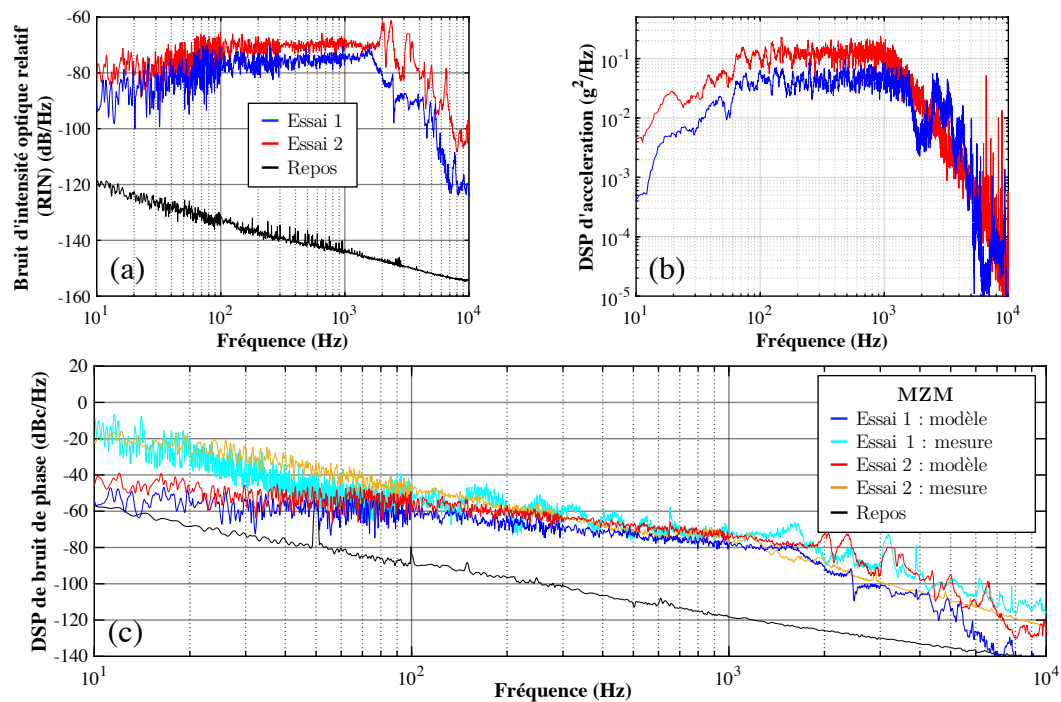 -60
-80
-100
-120
-140
-160
Bruit d'intensité optique relatif
(RIN) (dB/Hz)
Essai 1
Essai 2
Repos
(a)
10^1
10^2
10^3
10^4
Fréquence (Hz)
10^-1
10^-2
10^-3
10^-4
10^-5
DSP d'acceleration (g^2/Hz)
(b)
10^1
10^2
10^3
10^4
Fréquence (Hz)
20
0
-20
-40
-60
-80
-100
-120
-140
DSP de bruit de phase (dBc/Hz)
MZM
Essai 1 : modèle
Essai 1 : mesure
Essai 2 : modèle
Essai 2 : mesure
Repos
(c)
10^1
10^2
10^3
10^4
Fréquence (Hz)